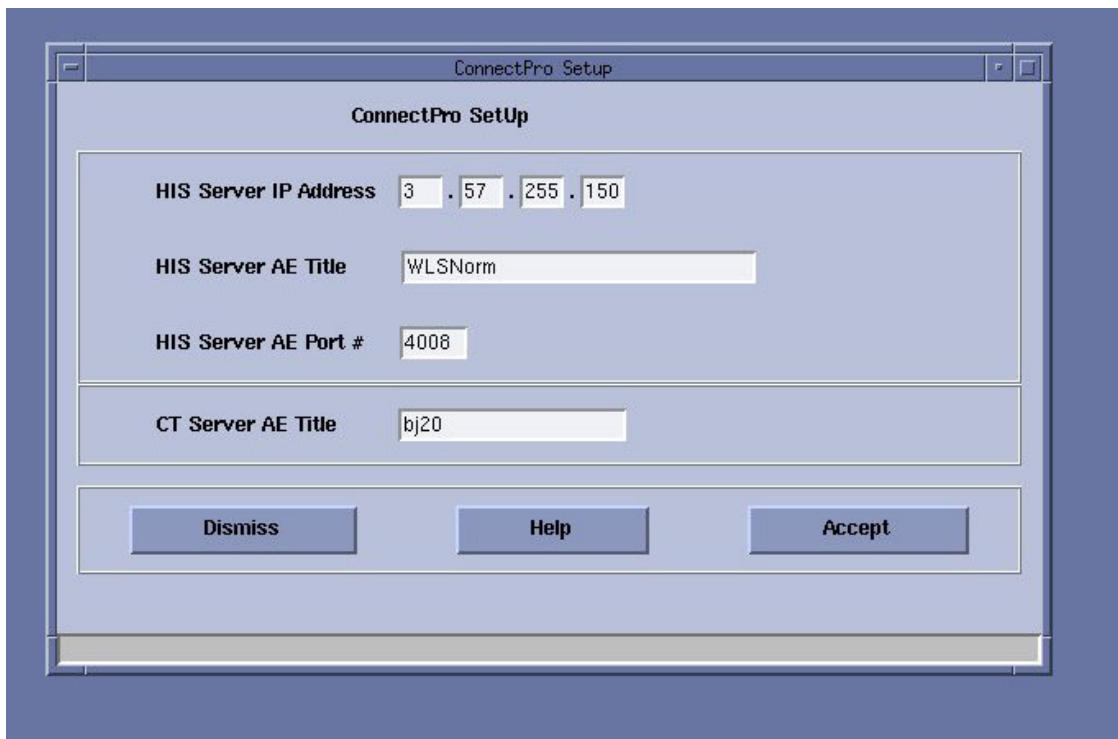 ConnectPro Setup
ConnectPro SetUp
HIS Server IP Address 3 . 57 . 255 . 150
HIS Server AE Title WLSNorm
HIS Server AE Port # 4008
CT Server AE Title bj20
Dismiss Help Accept